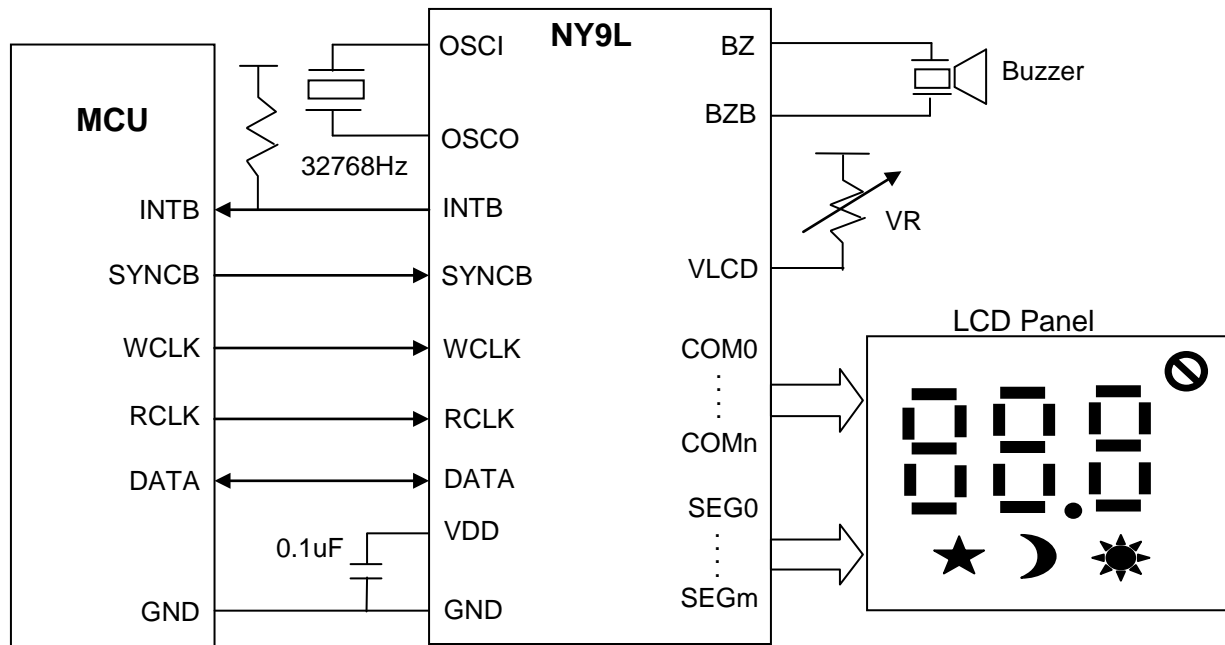 MCU
INTB
SYNCB
WCLK
RCLK
DATA
GND
32768Hz
0.1uF
NY9L
OSCI
OSCO
INTB
SYNCB
WCLK
RCLK
DATA
VDD
GND
BZ
BZB
VLCD
COM0
COMn
SEG0
SEGm
Buzzer
VR
LCD Panel
888